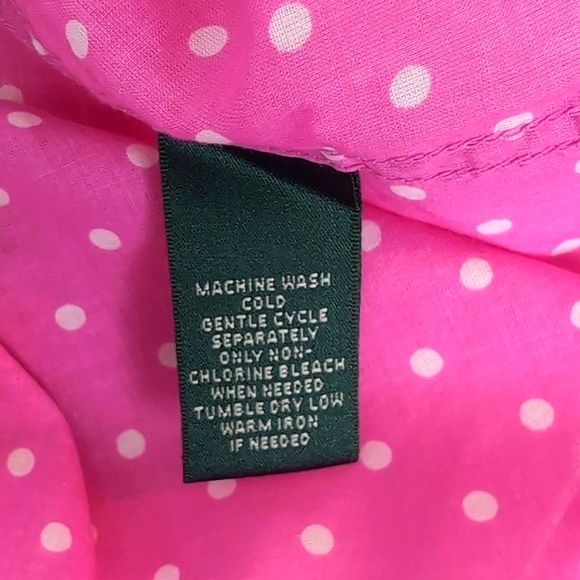 MACHINE WASH
COLD
GENTLE CYCLE
SEPARATELY
ONLY NON-
CHLORINE BLEACH
WHEN NEEDED
TUMBLE DRY LOW
WARM IRON
IF NEEDED